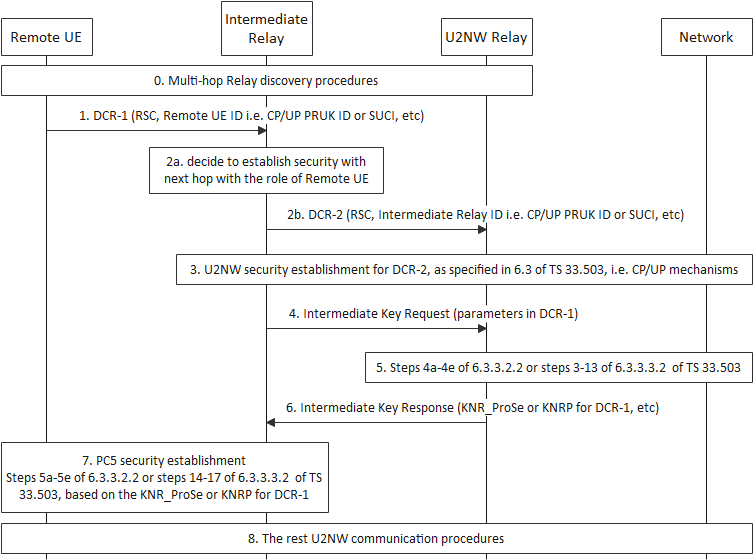 Remote UE
Intermediate
Relay
U2NW Relay
Network
0. Multi-hop Relay discovery procedures
1. DCR-1 (RSC, Remote UE ID i.e. CP/UP PRUK ID or SUCI, etc)
2a. decide to establish security with
next hop with the role of Remote UE
2b. DCR-2 (RSC, Intermediate Relay ID i.e. CP/UP PRUK ID or SUCI, etc)
3. U2NW security establishment for DCR-2, as specified in 6.3 of TS 33.503, i.e. CP/UP mechanisms
4. Intermediate Key Request (parameters in DCR-1)
5. Steps 4a-4e of 6.3.3.2.2 or steps 3-13 of 6.3.3.3.2 of TS 33.503
6. Intermediate Key Response (KNR_ProSe or KNRP for DCR-1, etc)
7. PC5 security establishment
Steps 5a-5e of 6.3.3.2.2 or steps 14-17 of 6.3.3.3.2 of TS
33.503, based on the KNR_ProSe or KNRP for DCR-1
8. The rest U2NW communication procedures